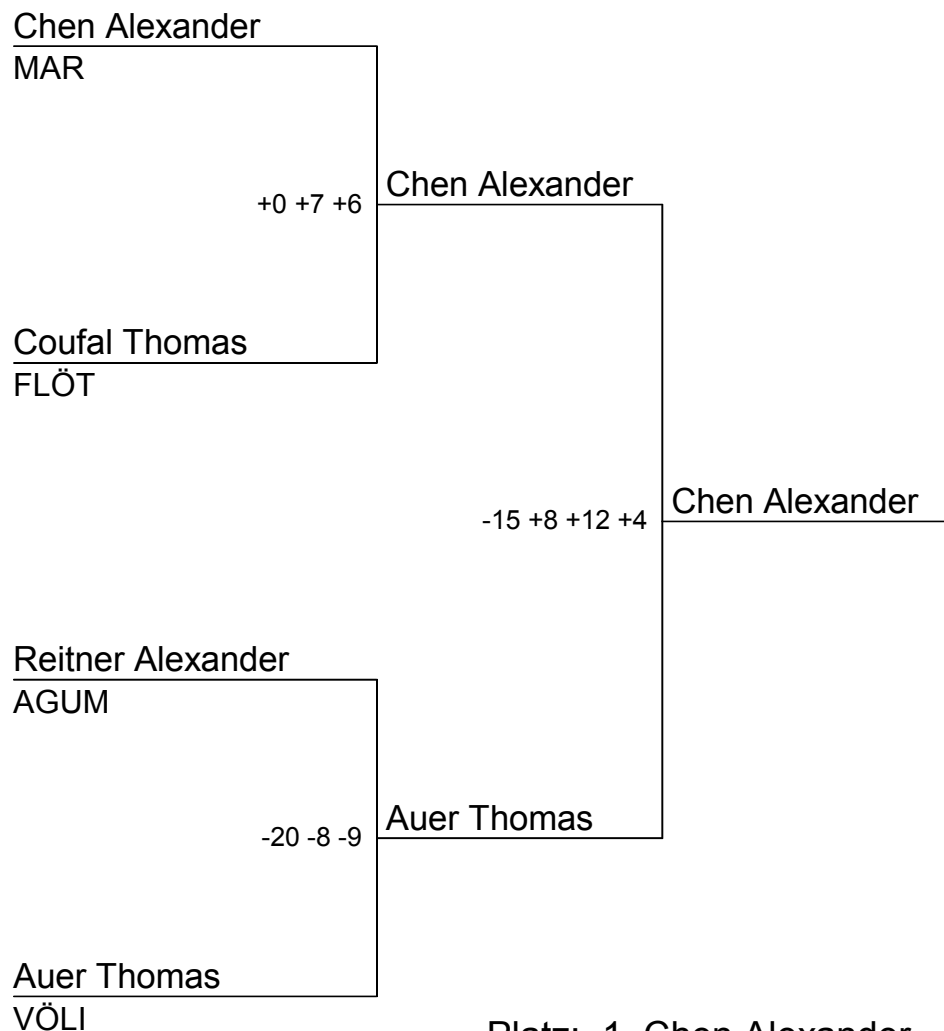 Chen Alexander
MAR
+0 +7 +6
Chen Alexander
Coufal Thomas
FLÖT
-15 +8 +12 +4
Chen Alexander
Reitner Alexander
AGUM
-20 -8 -9
Auer Thomas
Auer Thomas
VÖLI
Platz: 1. Chen Alexander